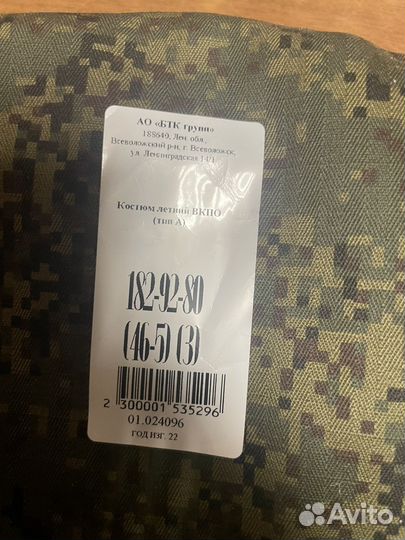 АО «БТК групп»
188640, Лен. обл.,
Всеволожский р-н, г. Всеволожск,
ул. Ленинградская 14/1
Костюм летний ВКПО
(тип А)
182-92-80
(46-5) (3)
2 300001 535296
01.024096
ГОД ИЗГ. 22
Avito